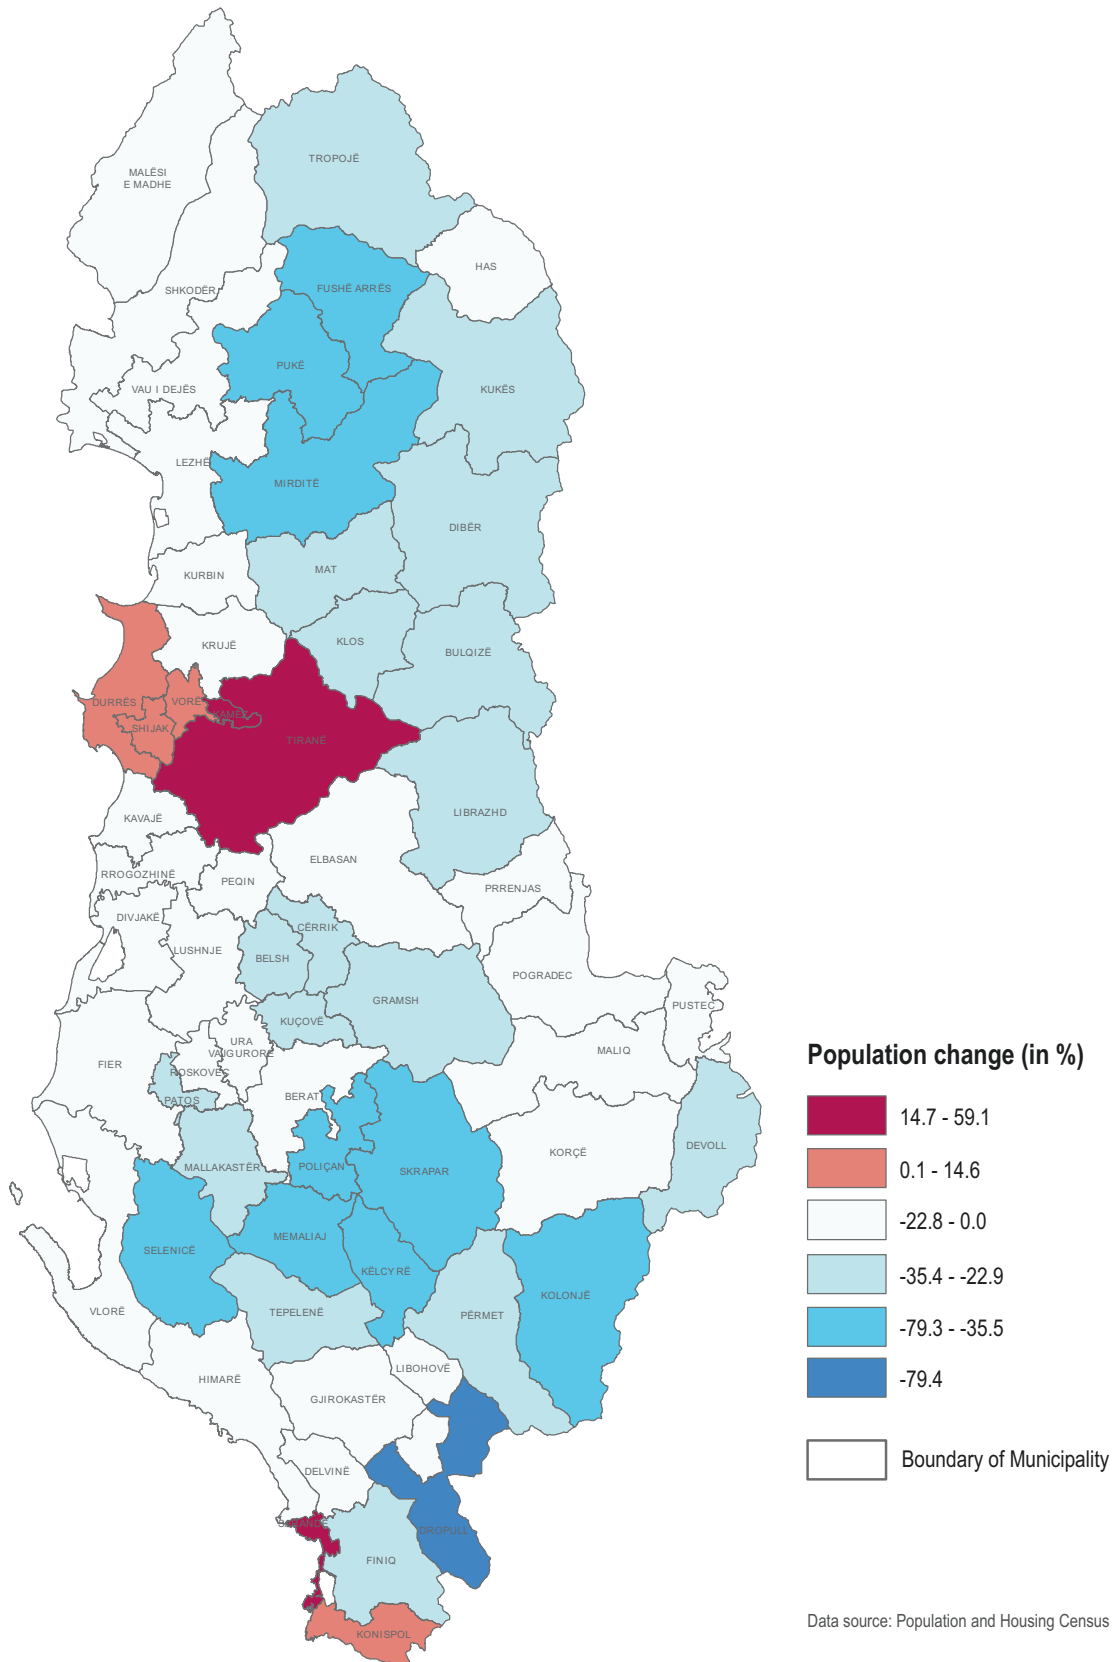 TROPOJË
MALËSI
E MADHE
HAS
SHKODËR
FUSHË ARRËS
PUKË
VAU I DEJËS
KUKËS
LEZHË
MIRDITË
DIBËR
KURBIN
MAT
KRUJË
KLOS
BULQIZË
DURRËS
VORË
KAMËZ
SHIJAK
TIRANË
KAVAJË
LIBRAZHD
ELBASAN
RROGOZHINË
PEQIN
PRRENJAS
DIVJAKË
CËRRIK
LUSHNJE
BELSH
POGRADEC
GRAMSH
PUSTEC
KUÇOVË
URA
VAJGURORE
MALIQ
FIER
ROSKOVEC
PATOS
BERAT
DEVOLL
KORÇË
MALLAKASTËR
POLIÇAN
SKRAPAR
SELENICË
MEMALIAJ
KËLCYRË
KOLONJË
VLORË
TEPELENË
PËRMET
LIBOHOVË
HIMARË
GJIROKASTËR
DELVINË
SARANDË
DROPULL
FINIQ
KONISPOL
Population change (in %)
14.7 - 59.1
0.1 - 14.6
-22.8 - 0.0
-35.4 - -22.9
-79.3 - -35.5
-79.4
Boundary of Municipality
Data source: Population and Housing Census